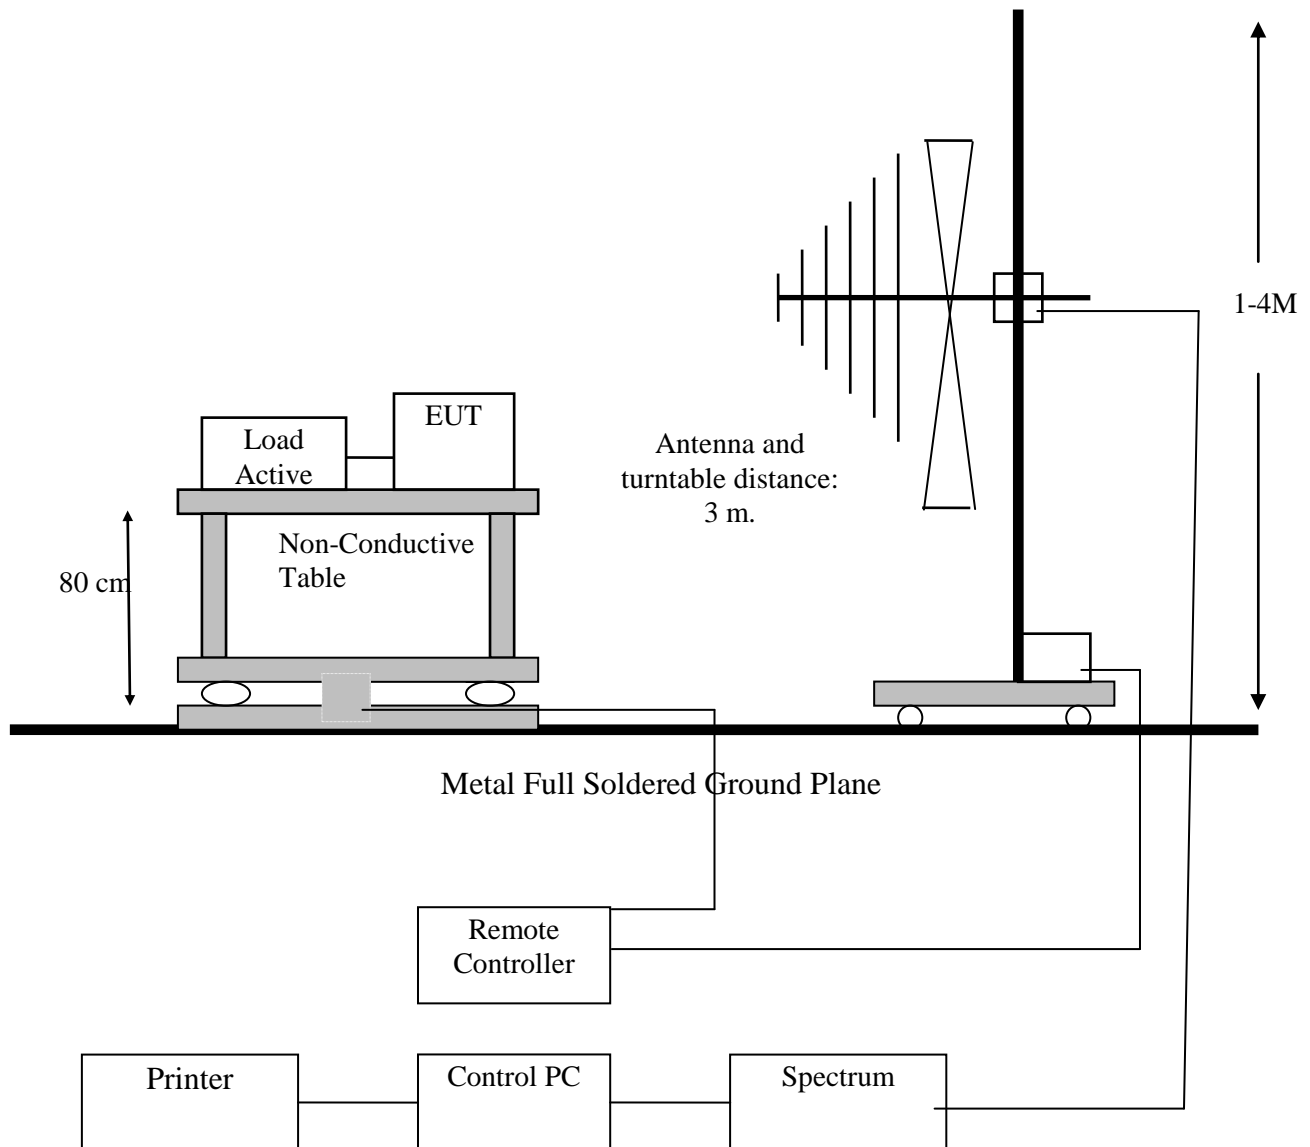 1-4M
EUT
Load
Active
Antenna and
turntable distance:
3 m.
Non-Conductive
Table
80 cm
Metal Full Soldered Ground Plane
Remote
Controller
Printer
Control PC
Spectrum